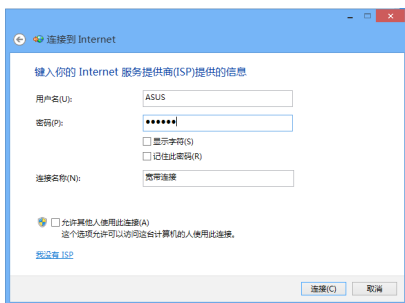 连接到 Internet
键入你的 Internet 服务提供商(ISP)提供的信息
用户名(U):
ASUS
密码(P):
••••••
显示字符(S)
记住此密码(R)
连接名称(N):
宽带连接
允许其他人使用此连接(A)
这个选项允许可以访问这台计算机的人使用此连接。
我没有 ISP
连接(C)
取消